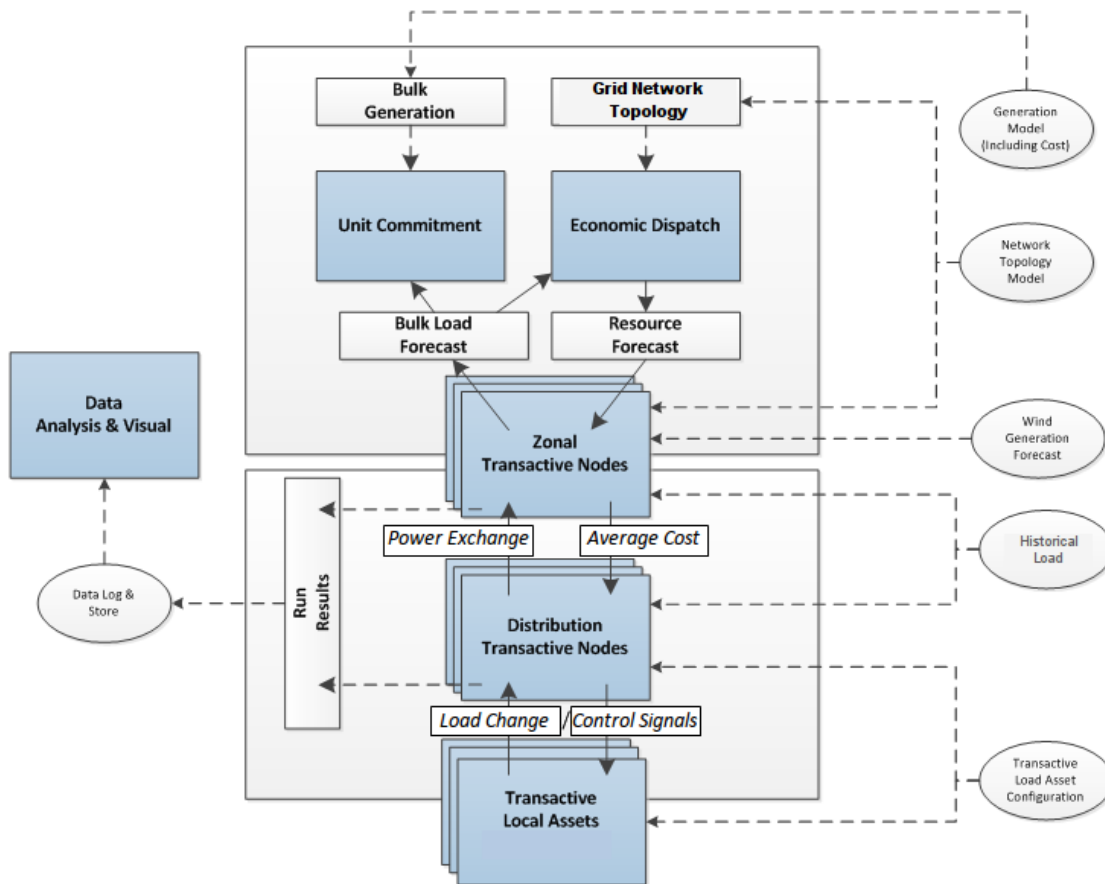 Bulk
Generation
Grid Network
Topology
Generation
Model
(Including Cost)
Unit Commitment
Economic Dispatch
Network
Topology
Model
Bulk Load
Forecast
Resource
Forecast
Data
Analysis & Visual
Zonal
Transactive Nodes
Wind
Generation
Forecast
Power Exchange
Average Cost
Historical
Load
Data Log &
Store
Run
Results
Distribution
Transactive Nodes
Load Change / Control Signals
Transactive
Local Assets
Transactive
Load Asset
Configuration